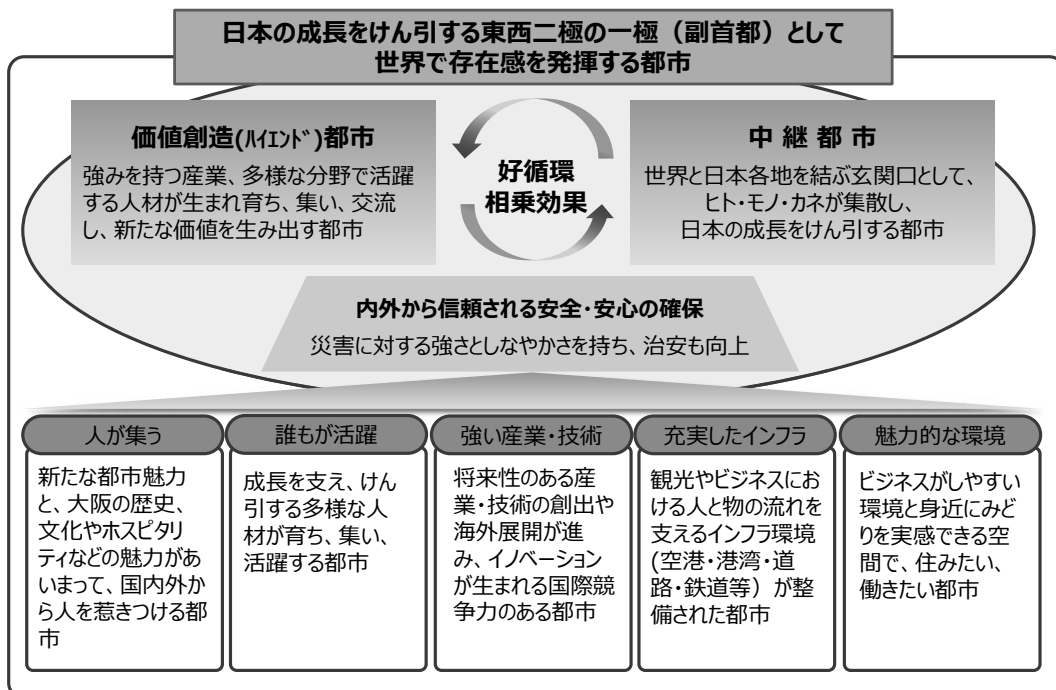 日本の成長をけん引する東西二極の一極（副首都）として
世界で存在感を発揮する都市
価値創造(ﾊｲｴﾝﾄﾞ)都市
強みを持つ産業、多様な分野で活躍
する人材が生まれ育ち、集い、交流
し、新たな価値を生み出す都市
好循環
相乗効果
中 継 都 市
世界と日本各地を結ぶ玄関口として、
ヒト・モノ・カネが集散し、
日本の成長をけん引する都市
内外から信頼される安全・安心の確保
災害に対する強さとしなやかさを持ち、治安も向上
人が集う
新たな都市魅力
と、大阪の歴史、
文化やホスピタリ
ティなどの魅力があ
いまって、国内外か
ら人を惹きつける都
市
誰もが活躍
成長を支え、けん
引する多様な人
材が育ち、集い、
活躍する都市
強い産業・技術
将来性のある産
業・技術の創出や
海外展開が進
み、イノベーション
が生まれる国際競
争力のある都市
充実したインフラ
観光やビジネスにお
ける人と物の流れを
支えるインフラ環境
(空港・港湾・道
路・鉄道等）が整
備された都市
魅力的な環境
ビジネスがしやすい
環境と身近にみど
りを実感できる空
間で、住みたい、
働きたい都市